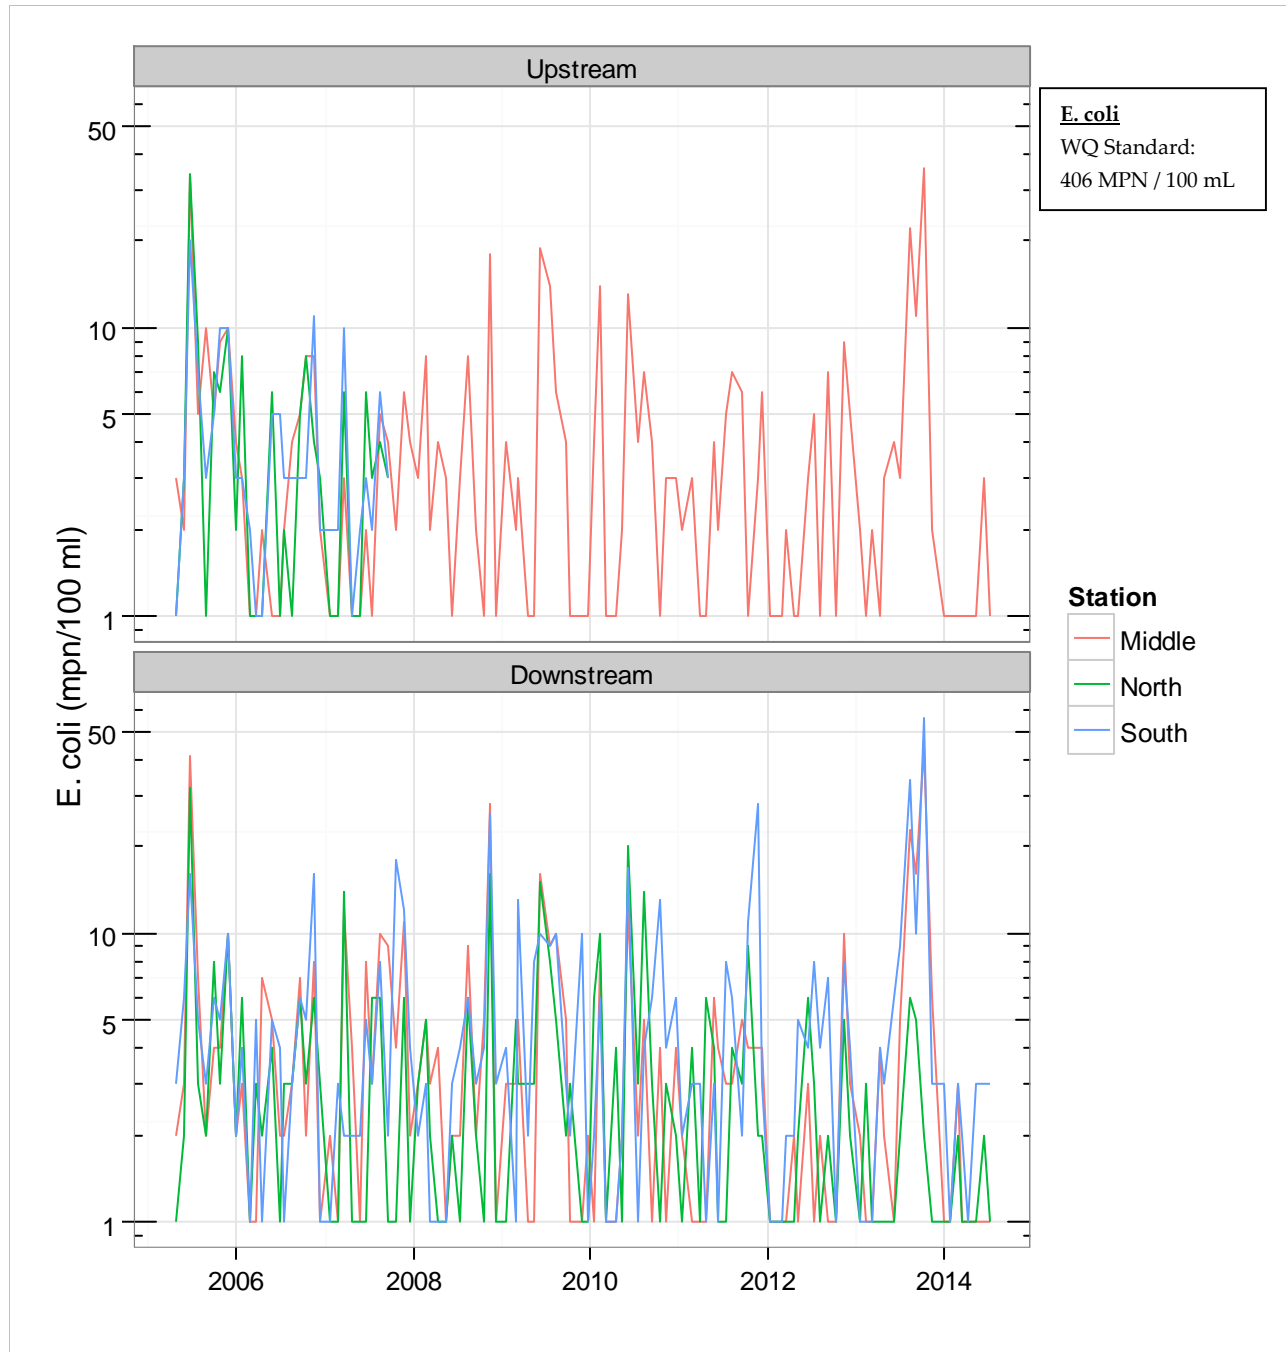 Upstream
50
10
5
1
E. coli
WQ Standard:
406 MPN / 100 mL
E. coli (mpn/100 ml)
Station
Middle
North
South
Downstream
50
10
5
1
2006
2008
2010
2012
2014